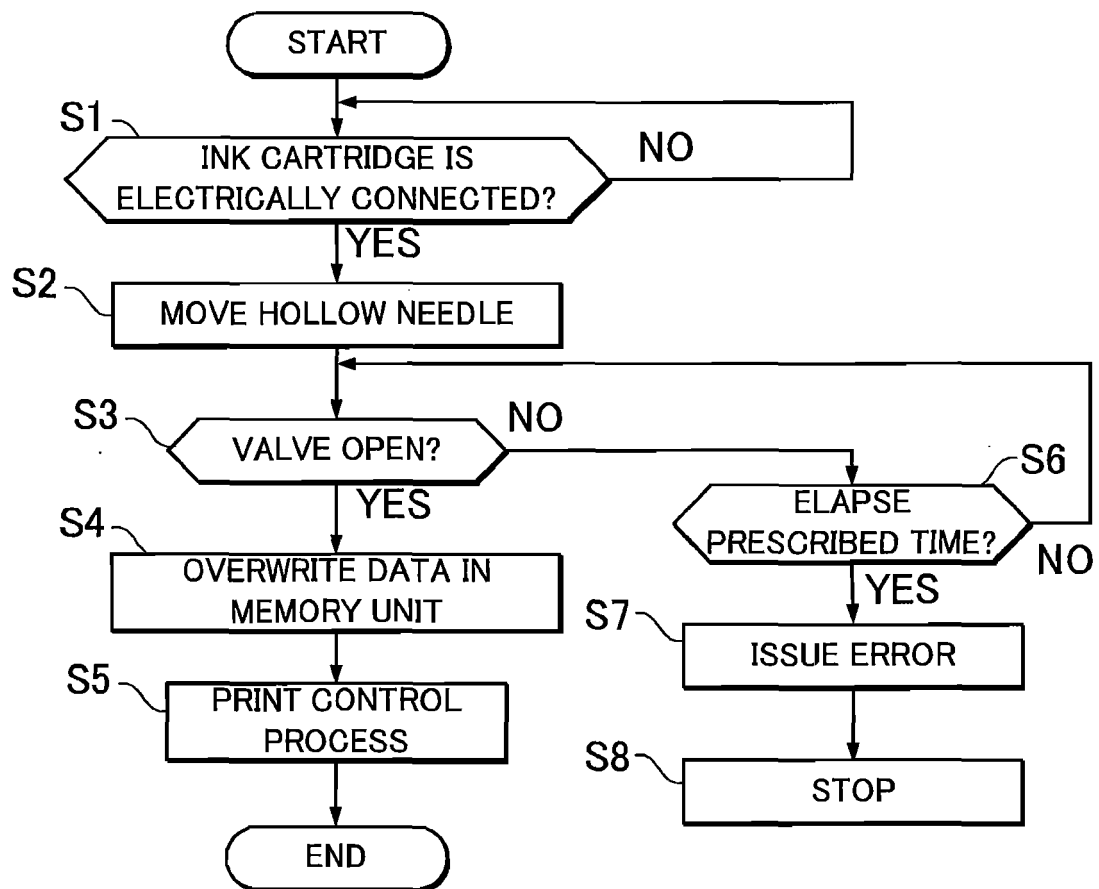 START
S1
INK CARTRIDGE IS
ELECTRICALLY CONNECTED?
NO
YES
S2
MOVE HOLLOW NEEDLE
S3
VALVE OPEN?
NO
YES
S6
ELAPSE
PRESCRIBED TIME?
NO
YES
S4
OVERWRITE DATA IN
MEMORY UNIT
S7
ISSUE ERROR
S5
PRINT CONTROL
PROCESS
S8
STOP
END